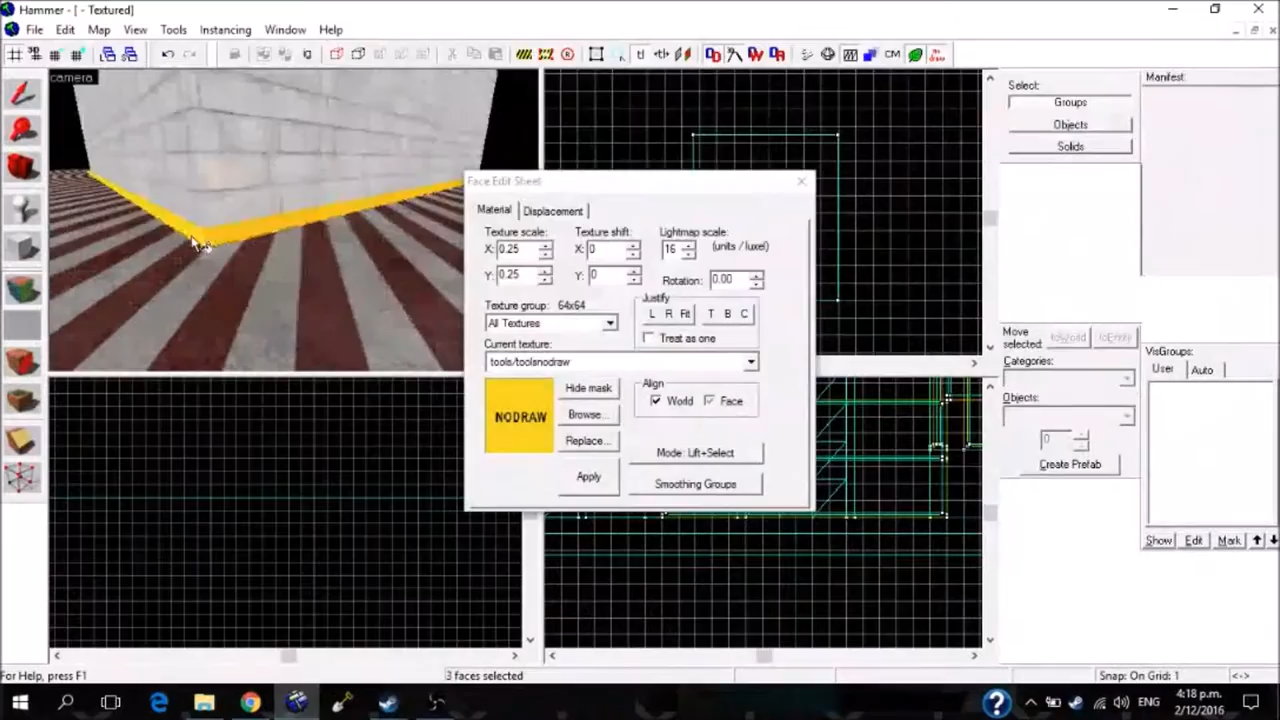 Hammer - [ - Textured]
File Edit Map View Tools Instancing Window Help
CM
camera
Select:
Groups
Objects
Solids
Manifest:
Face Edit Sheet
Material
Displacement
Texture scale:
Texture shift:
Lightmap scale:
X: 0.25
X: 0
16
(units / luxel)
Y: 0.25
Y: 0
Rotation: 0.00
Texture group: 64x64
Justify
All Textures
L R Fit T B C
Treat as one
Current texture:
tools/toolsnodraw
NODRAW
Hide mask
Browse...
Replace...
Apply
Align
World
Face
Mode: Lift+Select
Smoothing Groups
Move
selected:
toWorld
toEntity
Categories:
Objects:
0
Create Prefab
VisGroups:
User
Auto
Show
Edit
Mark
For Help, press F1
3 faces selected
Snap: On Grid: 1
<->
ENG
4:18 p.m.
2/12/2016